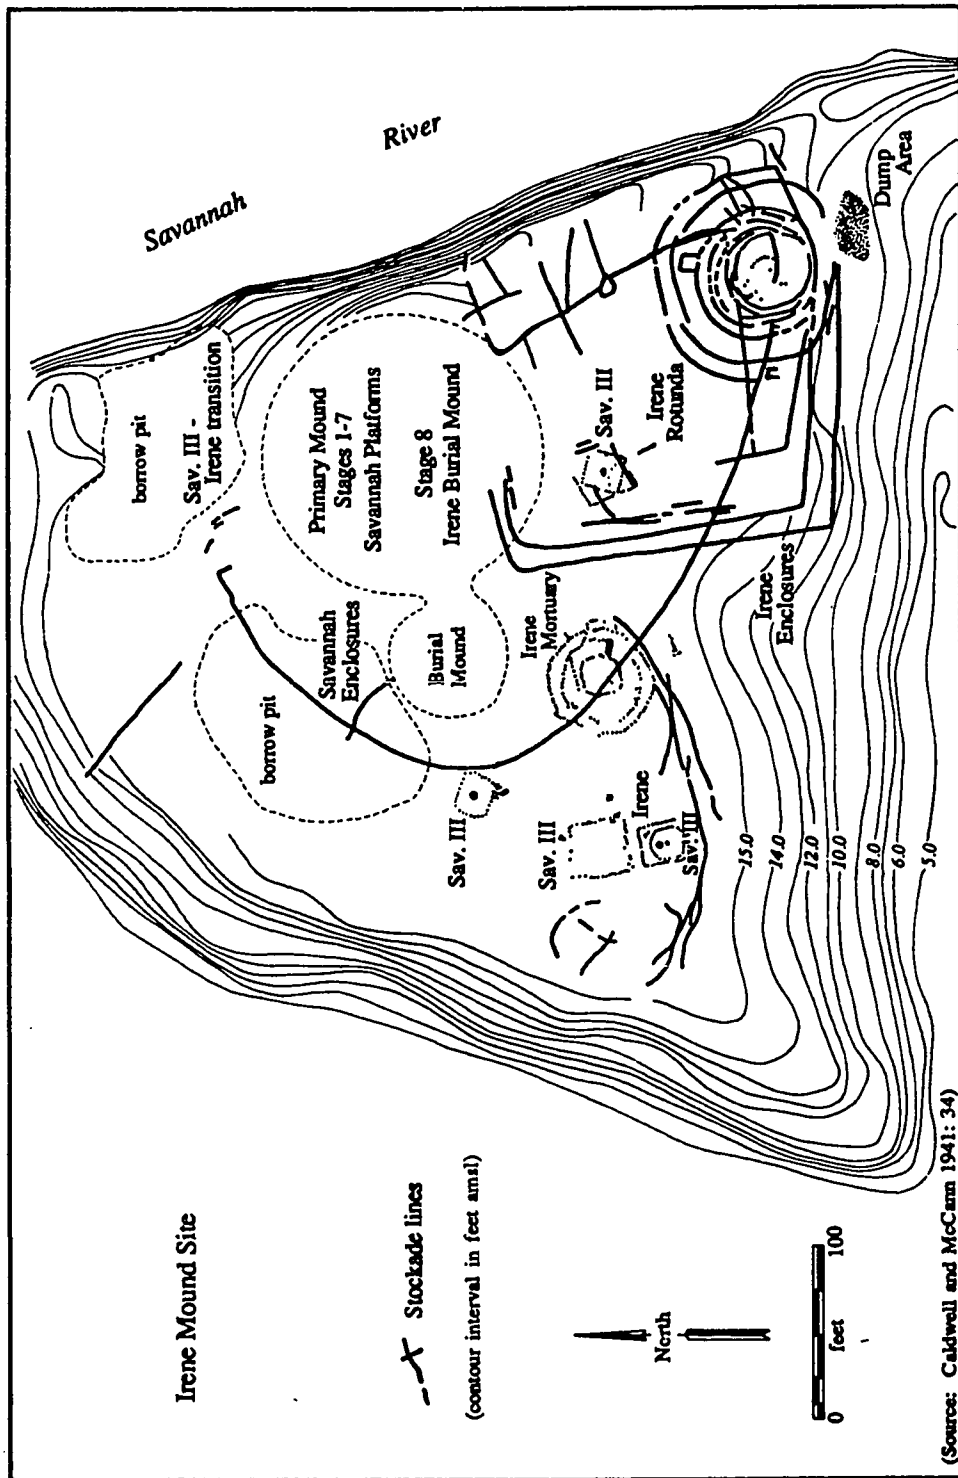 Savannah
River
borrow pit
Sav. III -
Irene transition
Primary Mound
Stages 1-7
Savannah Platforms
Stage 8
Irene Burial Mound
Sav. III
Irene
Rotunda
Dump
Area
borrow pit
Savannah
Enclosures
Burial
Mound
Irene
Mortuary
Irene
Enclosures
Sav. III
Sav. III
Irene
Sav. III
15.0
14.0
12.0
10.0
8.0
6.0
5.0
Irene Mound Site
Stockade lines
(contour interval in feet amsl)
North
0 100
feet
(Source: Caldwell and McCann 1941: 34)